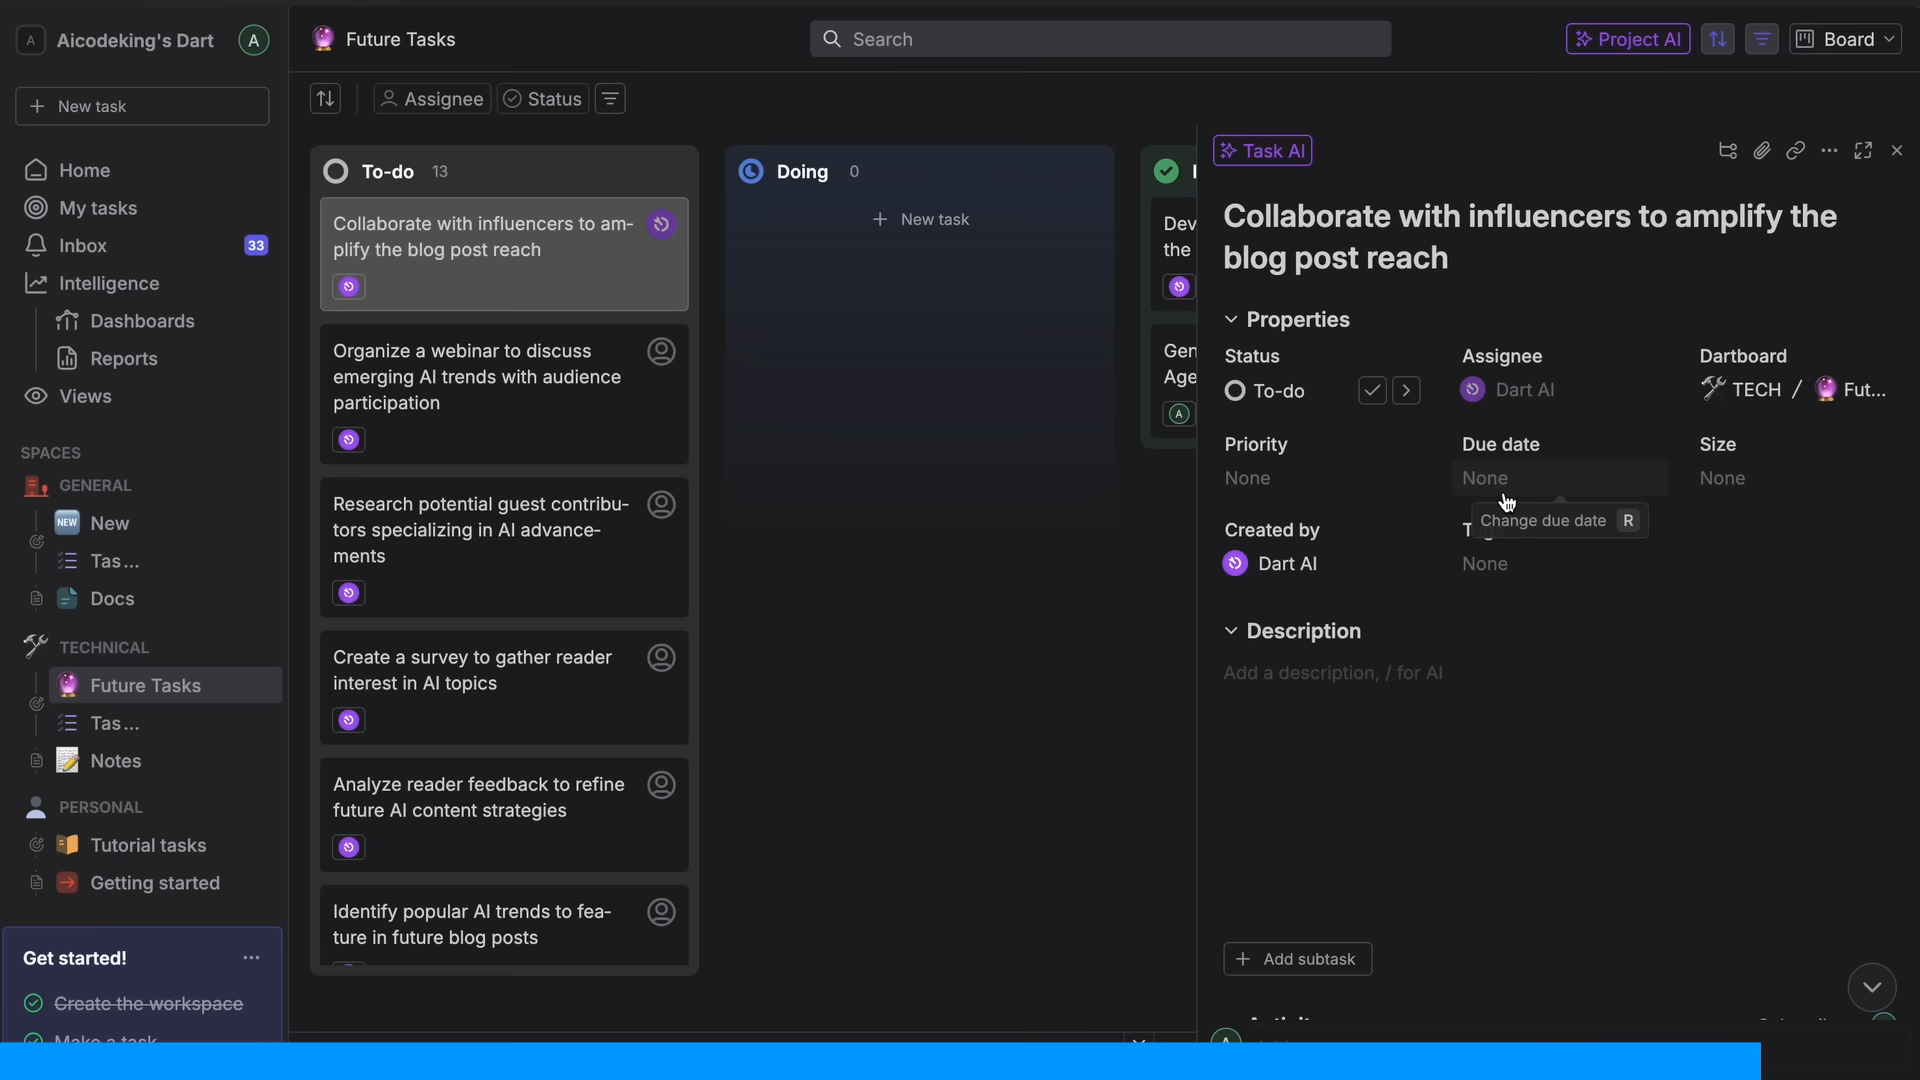 A
Aicodeking's Dart
A
New task
Home
My tasks
Inbox
33
Intelligence
Dashboards
Reports
Views
SPACES
GENERAL
NEW
New
Tas…
Docs
TECHNICAL
Future Tasks
Tas…
Notes
PERSONAL
Tutorial tasks
Getting started
Get started!
Create the workspace
Make a task
Future Tasks
Search
Project AI
Board
Assignee
Status
To-do
13
Collaborate with influencers to am-
plify the blog post reach
Organize a webinar to discuss
emerging AI trends with audience
participation
Research potential guest contribu-
tors specializing in AI advance-
ments
Create a survey to gather reader
interest in AI topics
Analyze reader feedback to refine
future AI content strategies
Identify popular AI trends to fea-
ture in future blog posts
Doing
0
New task
Dev
the
Gen
Age
A
Task AI
Collaborate with influencers to amplify the
blog post reach
Properties
Status
To-do
Assignee
Dart AI
Dartboard
TECH / Fut...
Priority
None
Due date
None
Size
None
Change due date R
Created by
Dart AI
None
Description
Add a description, / for AI
Add subtask